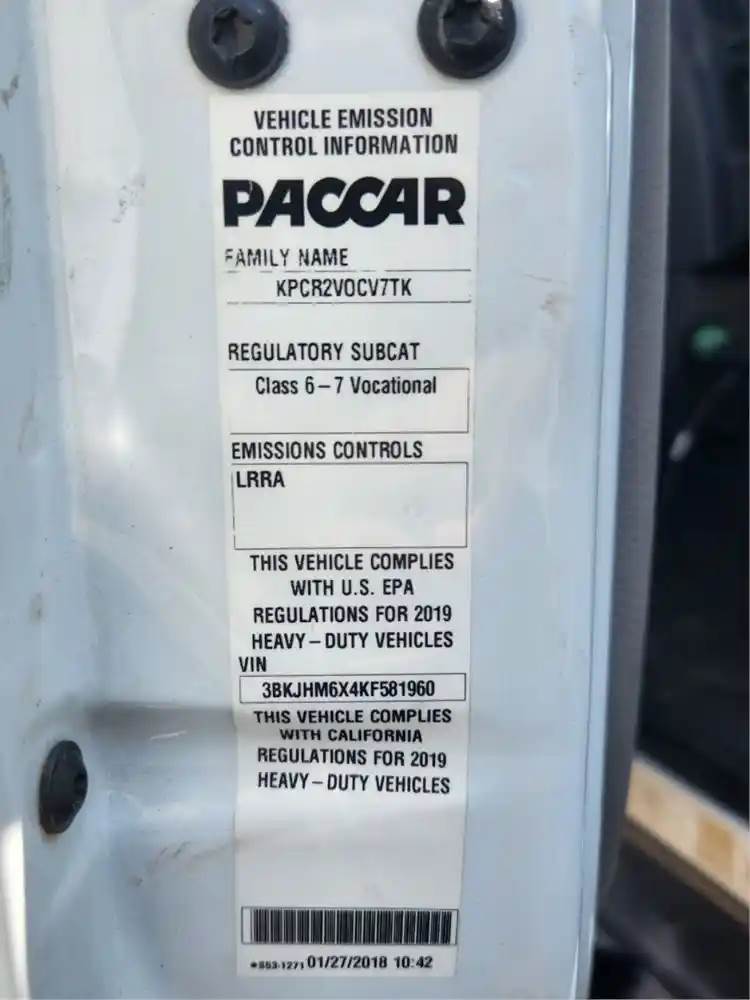 VEHICLE EMISSION
CONTROL INFORMATION
PACCAR
FAMILY NAME
KPCR2VOCV7TK
REGULATORY SUBCAT
Class 6-7 Vocational
EMISSIONS CONTROLS
LRRA
THIS VEHICLE COMPLIES
WITH U.S. EPA
REGULATIONS FOR 2019
HEAVY-DUTY VEHICLES
VIN
3BKJHM6X4KF581960
THIS VEHICLE COMPLIES
WITH CALIFORNIA
REGULATIONS FOR 2019
HEAVY-DUTY VEHICLES
*S53-1271 01/27/2018 10:42